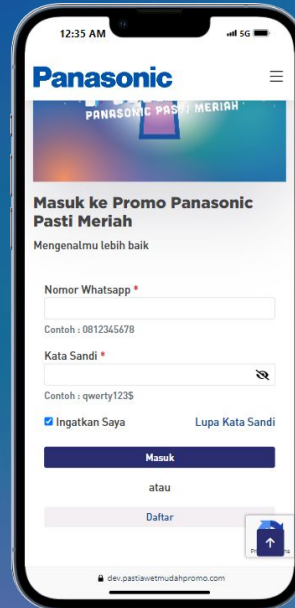 12:35 AM
5G
Panasonic
PANASONIC PASTI MERIAH
Masuk ke Promo Panasonic
Pasti Meriah
Mengenalmu lebih baik
Nomor Whatsapp *
Contoh : 0812345678
Kata Sandi *
Contoh : qwerty123$
Ingatkan Saya
Lupa Kata Sandi
Masuk
atau
Daftar
dev.pastiawetmudahpromo.com